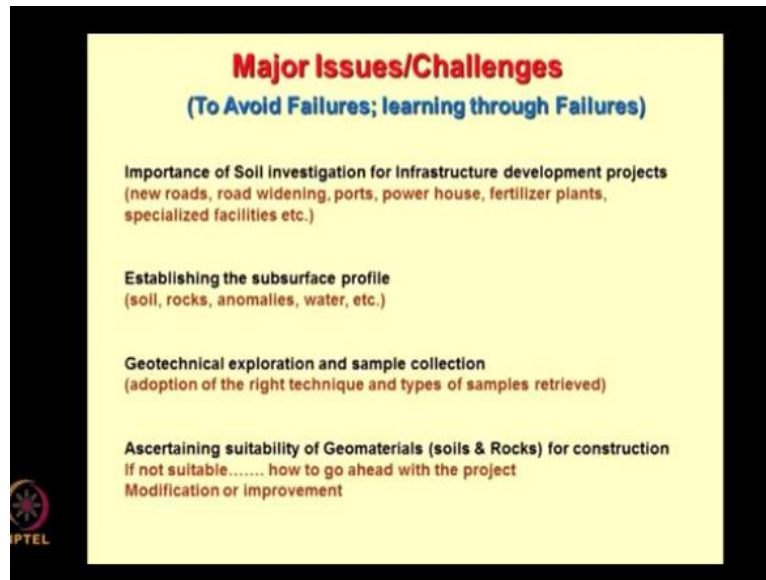 Major Issues/Challenges
(To Avoid Failures; learning through Failures)
Importance of Soil investigation for Infrastructure development projects
(new roads, road widening, ports, power house, fertilizer plants,
specialized facilities etc.)
Establishing the subsurface profile
(soil, rocks, anomalies, water, etc.)
Geotechnical exploration and sample collection
(adoption of the right technique and types of samples retrieved)
Ascertaining suitability of Geomaterials (soils & Rocks) for construction
If not suitable....... how to go ahead with the project
Modification or improvement
IPTEL